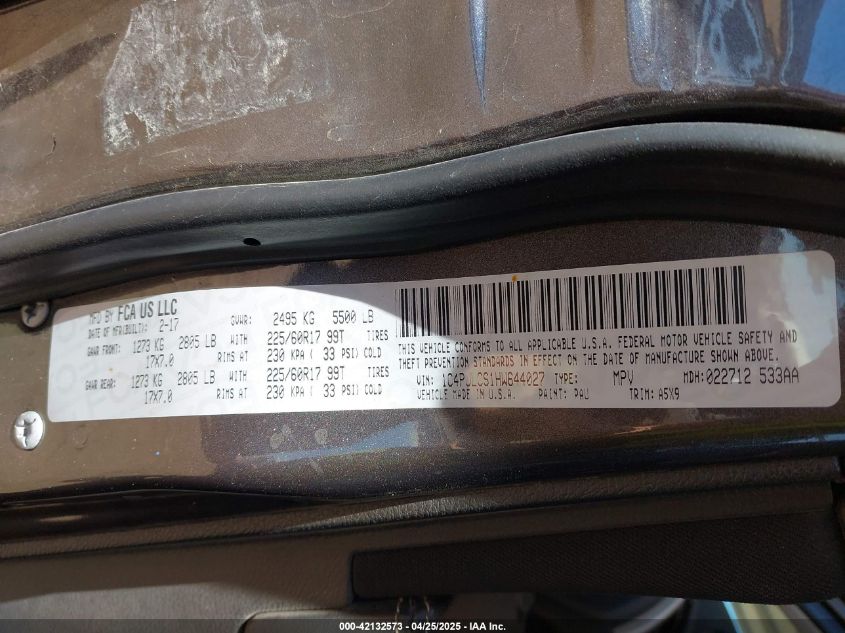 MFD BY FCA US LLC
DATE OF MFR(BUILT): 2-17 GVWR: 2495 KG 5500 LB
GAWR FRONT: 1273 KG 2805 LB WITH 225/60R17 99T TIRES
17X7.0 RIMS AT 230 KPA ( 33 PSI) COLD
GAWR REAR: 1273 KG 2805 LB WITH 225/60R17 99T TIRES
17X7.0 RIMS AT 230 KPA ( 33 PSI) COLD
THIS VEHICLE CONFORMS TO ALL APPLICABLE U.S.A. FEDERAL MOTOR VEHICLE SAFETY AND
THEFT PREVENTION STANDARDS IN EFFECT ON THE DATE OF MANUFACTURE SHOWN ABOVE.
VIN: 1C4PJLCS1HW644027 TYPE: MPV MDH: 022712 533AA
VEHICLE MADE IN U.S.A. PAINT: PAU TRIM: A5X9
000-42132573 / 04/25/2025 — IAA Inc.